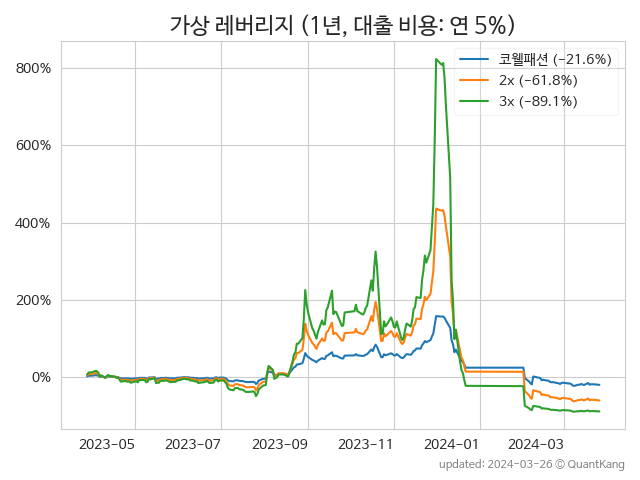 가상 레버리지 (1년, 대출 비용: 연 5%)
코웰패션 (−21.6%)
2x (−61.8%)
3x (−89.1%)
800%
600%
400%
200%
0%
2023-05 2023-07 2023-09 2023-11 2024-01 2024-03
updated: 2024-03-26 © QuantKang